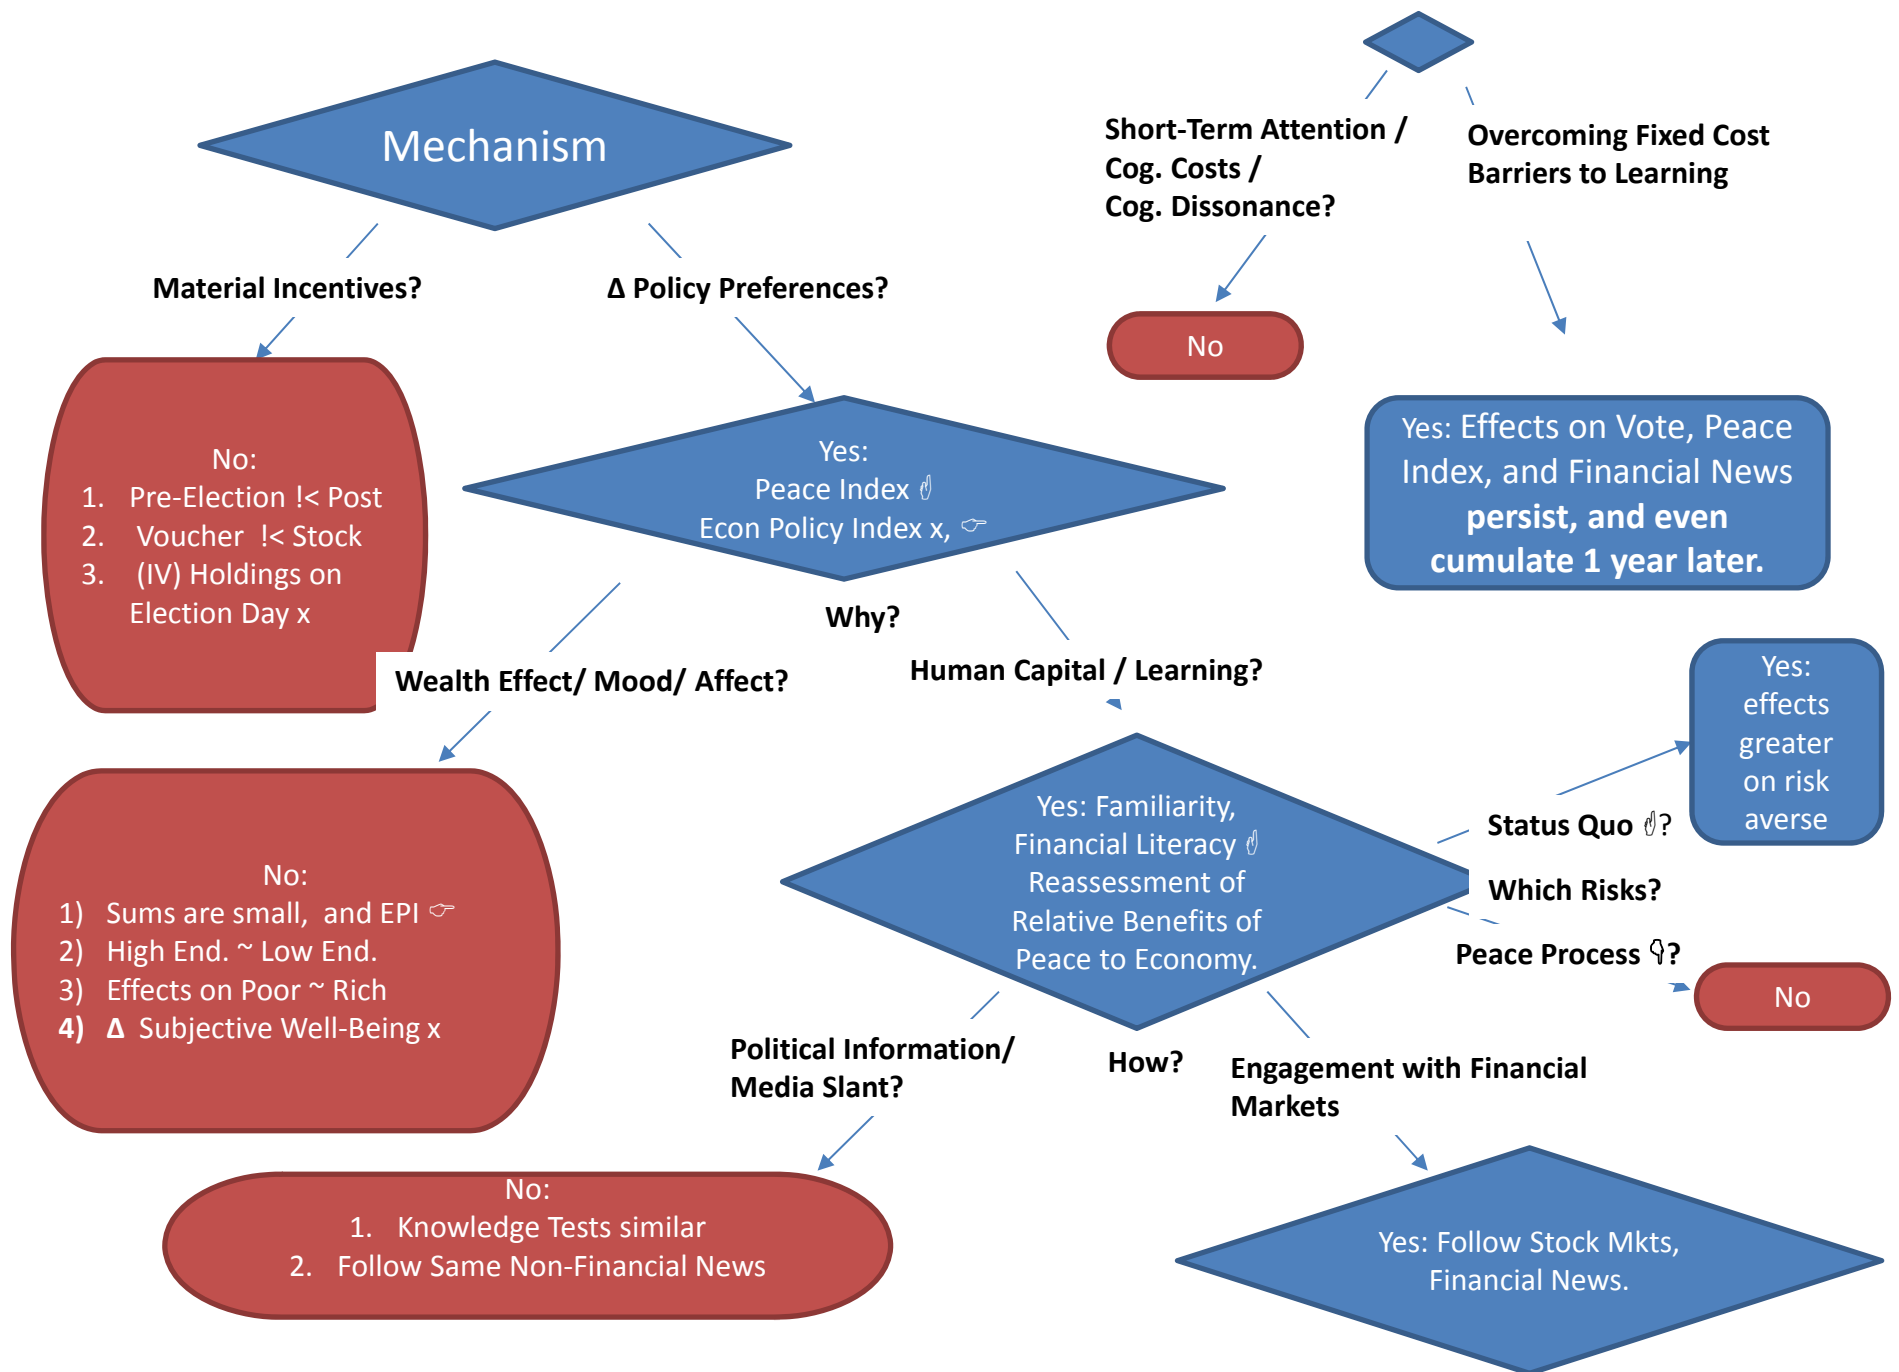 Mechanism
Material Incentives?
Δ Policy Preferences?
No:
1. Pre-Election !< Post
2. Voucher !< Stock
3. (IV) Holdings on
Election Day x
Yes:
Peace Index ✌
Econ Policy Index x, 👉
Why?
Wealth Effect/ Mood/ Affect?
Human Capital / Learning?
No:
1) Sums are small, and EPI 👉
2) High End. ~ Low End.
3) Effects on Poor ~ Rich
4) Δ Subjective Well-Being x
Yes: Familiarity,
Financial Literacy ✌
Reassessment of
Relative Benefits of
Peace to Economy.
Political Information/
Media Slant?
How?
Engagement with Financial
Markets
No:
1. Knowledge Tests similar
2. Follow Same Non-Financial News
Yes: Follow Stock Mkts,
Financial News.
Status Quo ✌?
Which Risks?
Peace Process 👇?
Yes:
effects
greater
on risk
averse
No
Short-Term Attention /
Cog. Costs /
Cog. Dissonance?
Overcoming Fixed Cost
Barriers to Learning
No
Yes: Effects on Vote, Peace
Index, and Financial News
persist, and even
cumulate 1 year later.